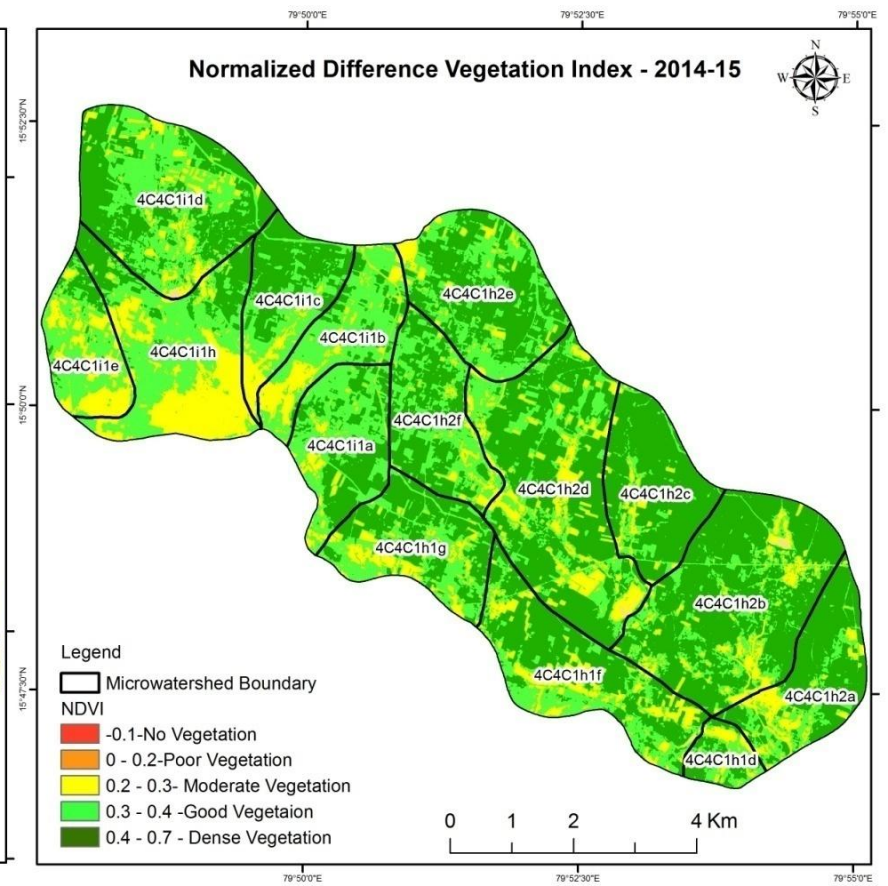 79°50'0"E
79°52'30"E
79°55'0"E
Normalized Difference Vegetation Index - 2014-15
N
W
E
S
15°52'30"N
4C4C1i1d
4C4C1i1c
4C4C1h2e
4C4C1i1b
4C4C1i1h
4C4C1i1e
15°50'0"N
4C4C1h2f
4C4C1i1a
4C4C1h2d
4C4C1h2c
4C4C1h1g
4C4C1h2b
4C4C1h1f
4C4C1h2a
4C4C1h1d
15°47'30"N
Legend
Microwatershed Boundary
NDVI
-0.1-No Vegetation
0 - 0.2-Poor Vegetation
0.2 - 0.3- Moderate Vegetation
0.3 - 0.4 -Good Vegetaion
0.4 - 0.7 - Dense Vegetation
0 1 2 4 Km
79°50'0"E
79°52'30"E
79°55'0"E